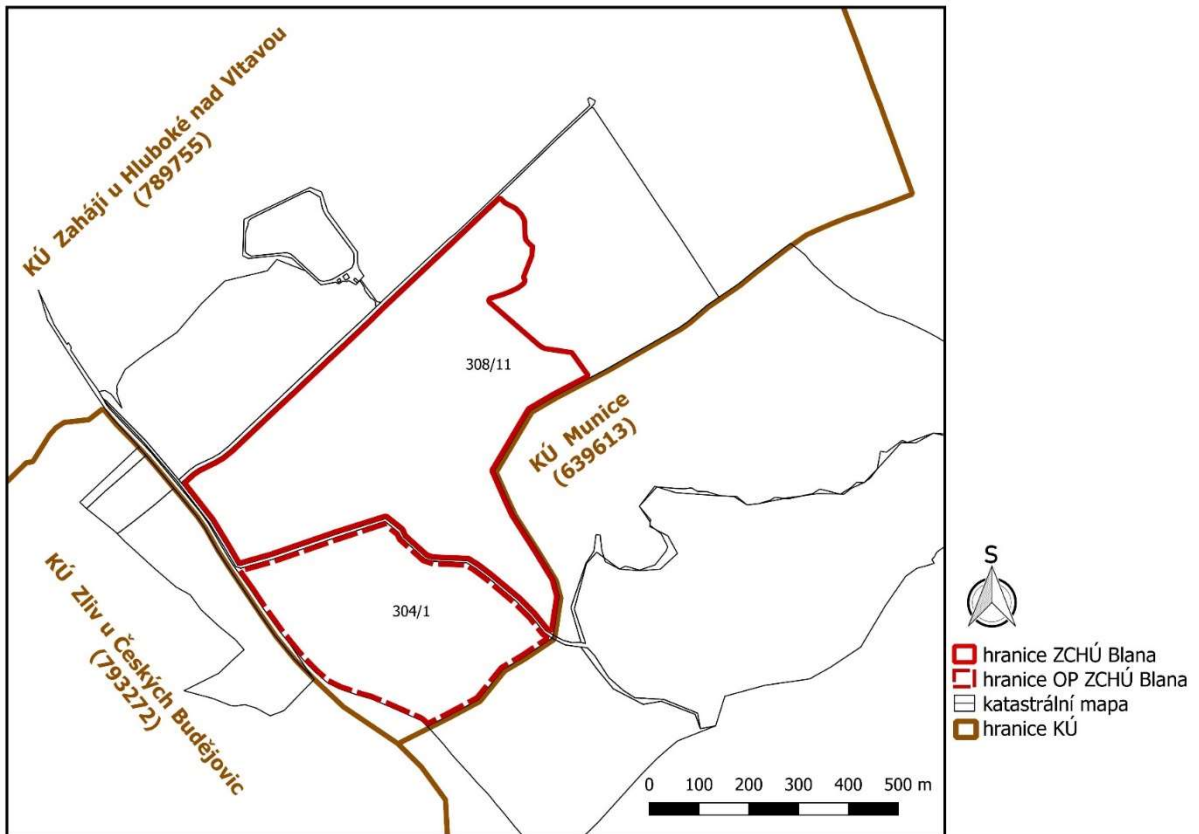 KÚ Zahájí u Hluboké nad Vltavou
(789755)
308/11
KÚ Munice
(639613)
304/1
KÚ Zliv u Českých Budějovic
(793272)
S
hranice ZCHÚ Blana
hranice OP ZCHÚ Blana
katastrální mapa
hranice KÚ
0 100 200 300 400 500 m